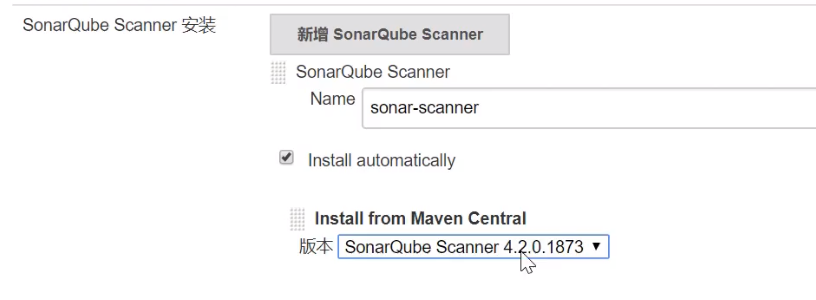 SonarQube Scanner 安装
新增 SonarQube Scanner
SonarQube Scanner
Name sonar-scanner
Install automatically
Install from Maven Central
版本 SonarQube Scanner 4.2.0.1873